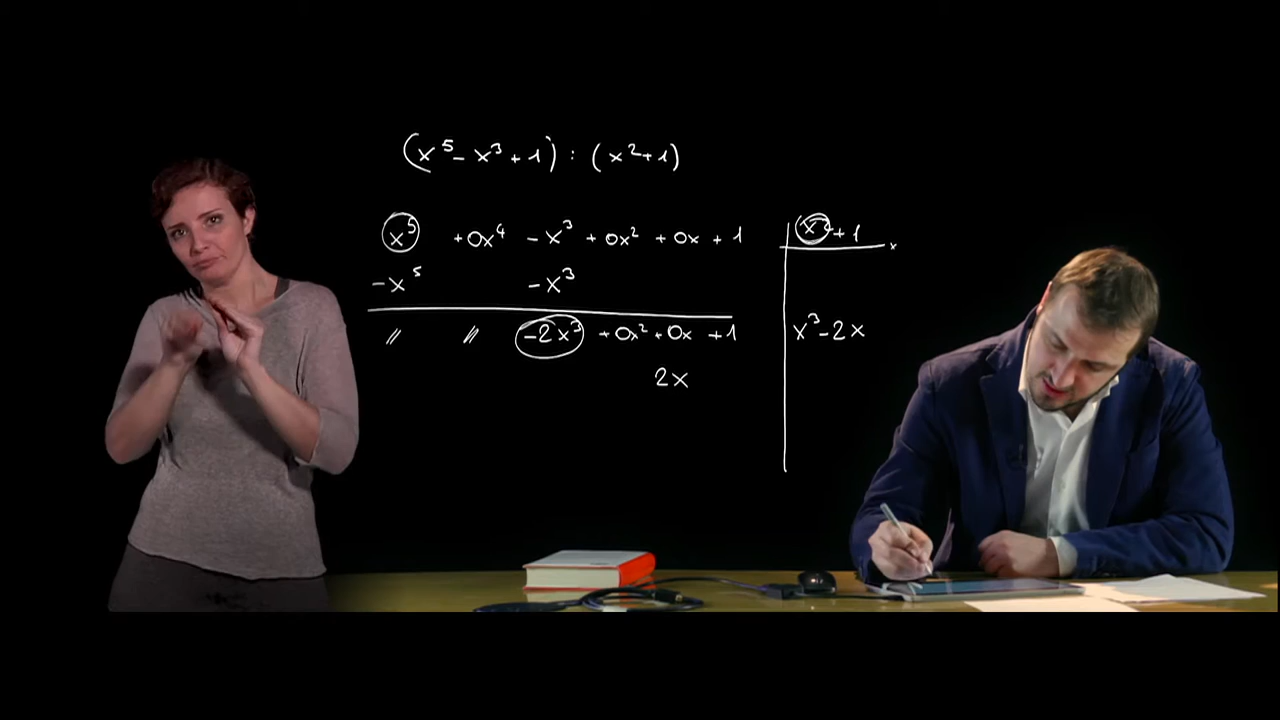 (x⁵ - x³ + 1) : (x² + 1)
x⁵ + 0x⁴ - x³ + 0x² + 0x + 1 | x² + 1
-x⁵ - x³
// // -2x³ + 0x² + 0x + 1 | x³ - 2x
2x